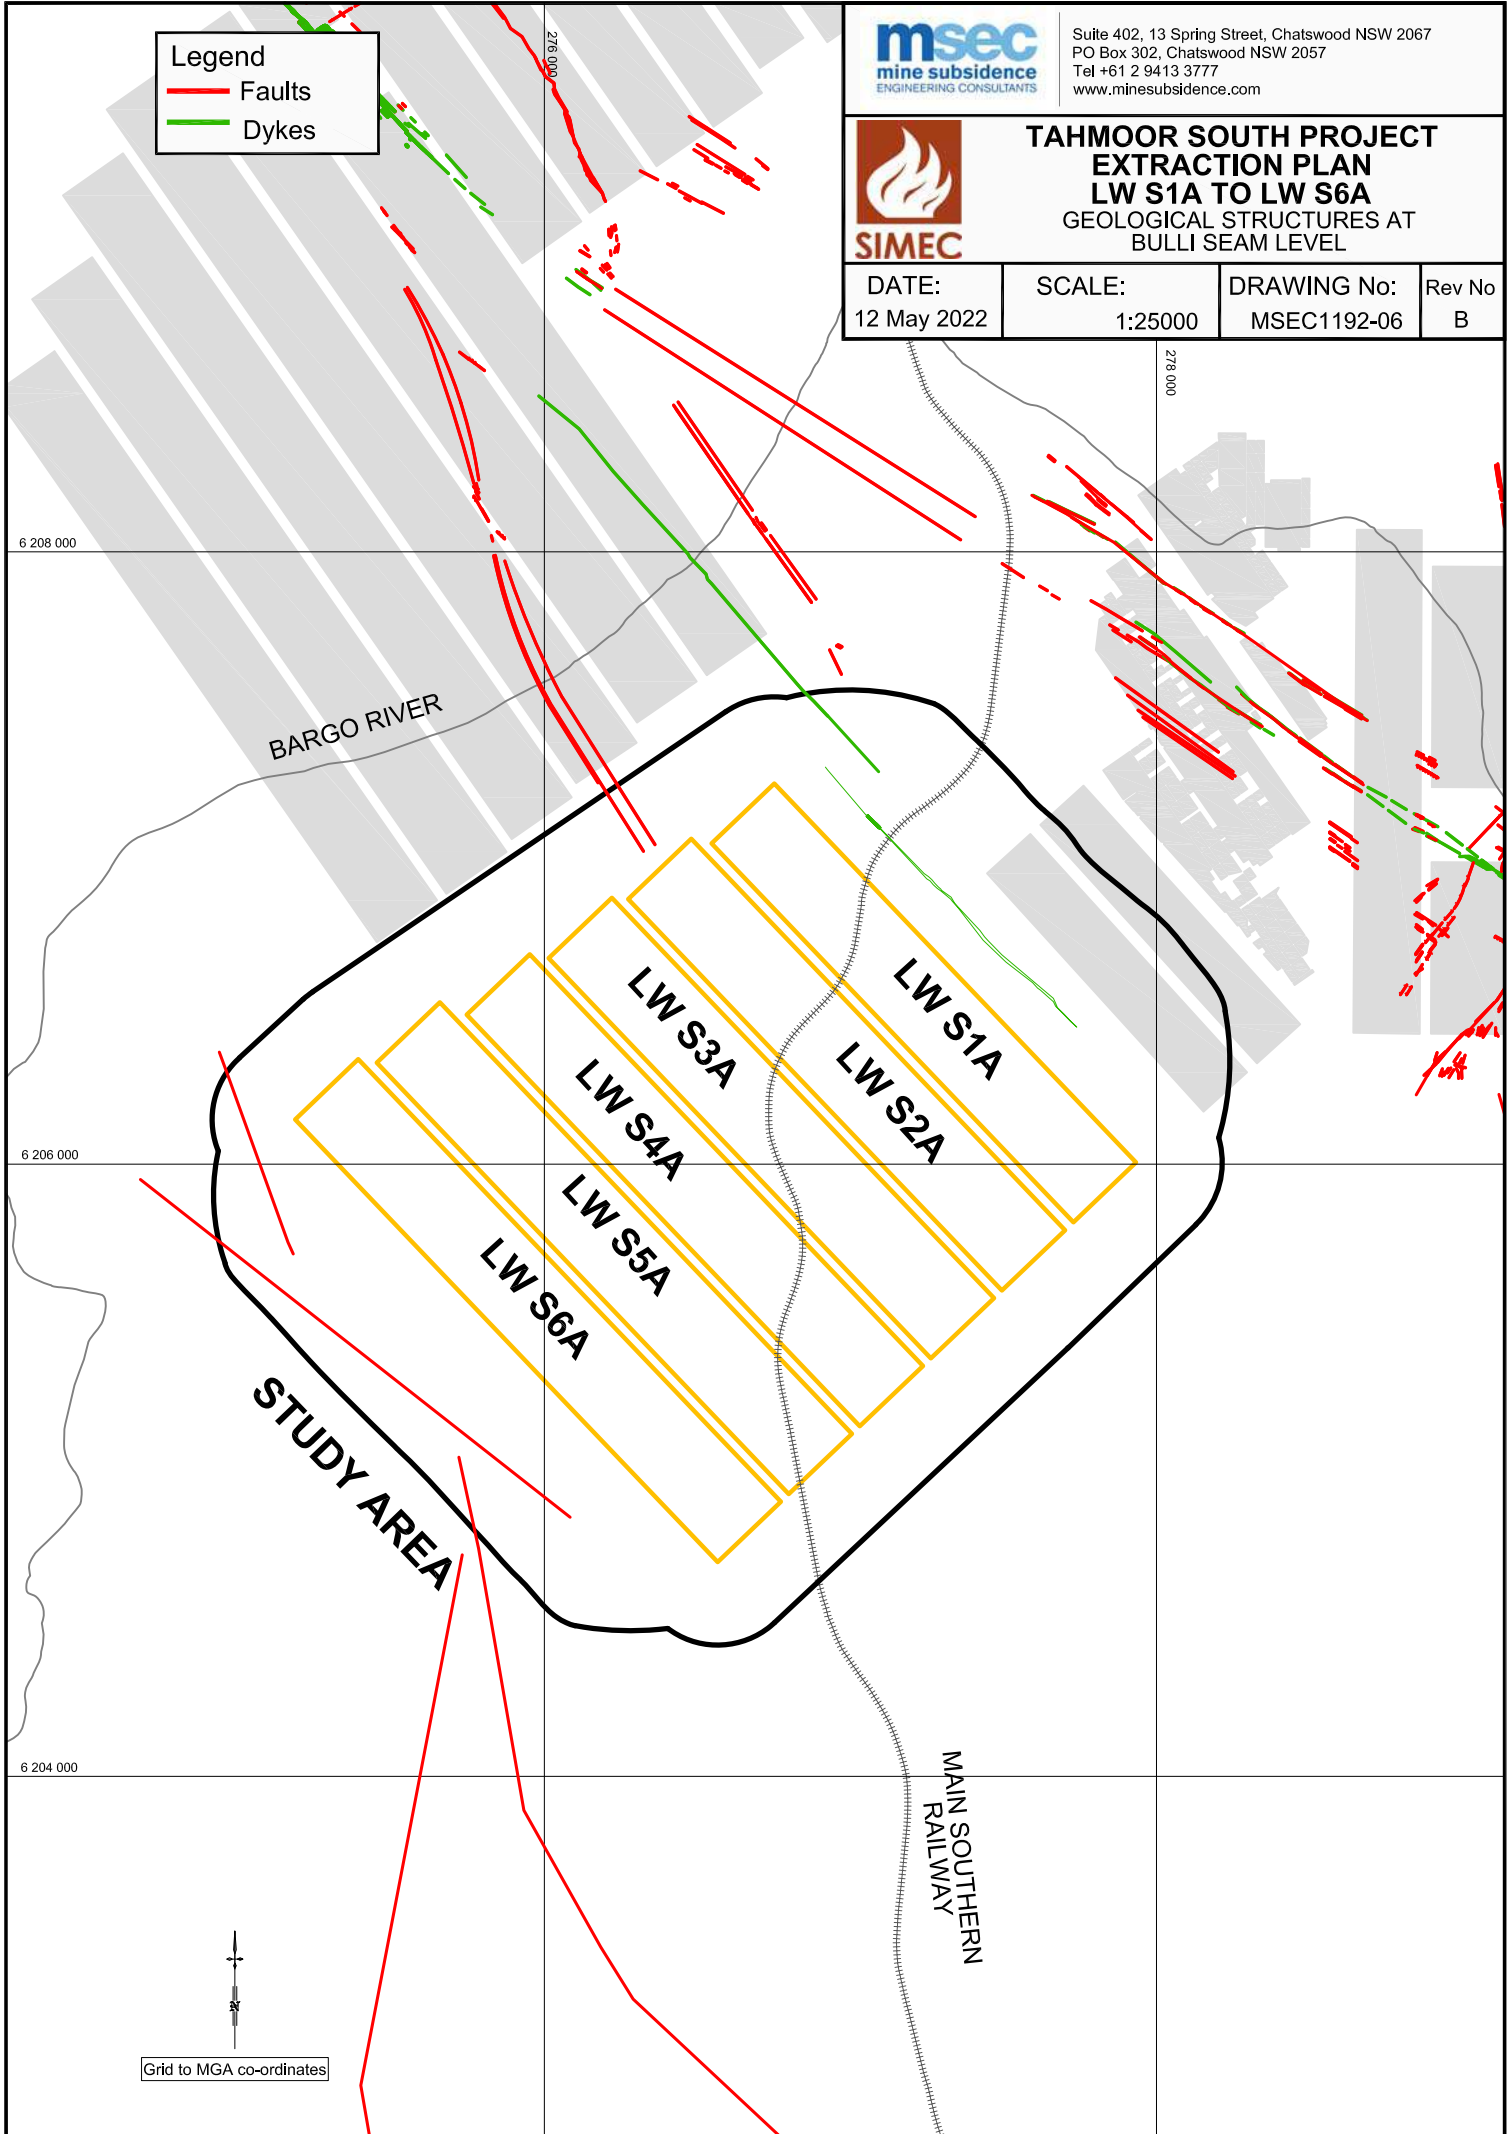 Legend
Faults
Dykes
msec
mine subsidence
ENGINEERING CONSULTANTS
Suite 402, 13 Spring Street, Chatswood NSW 2067
PO Box 302, Chatswood NSW 2057
Tel +61 2 9413 3777
www.minesubsidence.com
SIMEC
TAHMOOR SOUTH PROJECT
EXTRACTION PLAN
LW S1A TO LW S6A
GEOLOGICAL STRUCTURES AT
BULLI SEAM LEVEL
DATE:
12 May 2022
SCALE:
1:25000
DRAWING No:
MSEC1192-06
Rev No
B
276 000
278 000
6 208 000
BARGO RIVER
LW S1A
LW S2A
LW S3A
LW S4A
LW S5A
LW S6A
6 206 000
STUDY AREA
6 204 000
MAIN SOUTHERN
RAILWAY
N
Grid to MGA co-ordinates